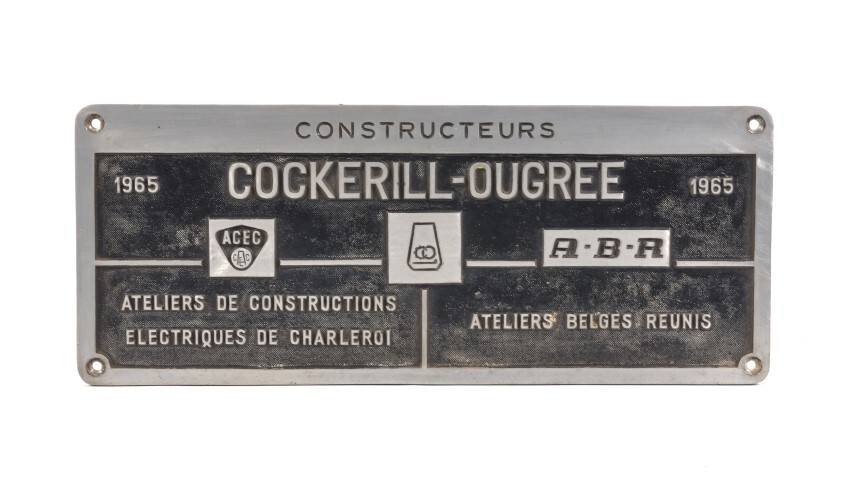 CONSTRUCTEURS
1965 COCKERILL-OUGREE 1965
ACEC
A-B-R
ATELIERS DE CONSTRUCTIONS
ELECTRIQUES DE CHARLEROI
ATELIERS BELGES REUNIS